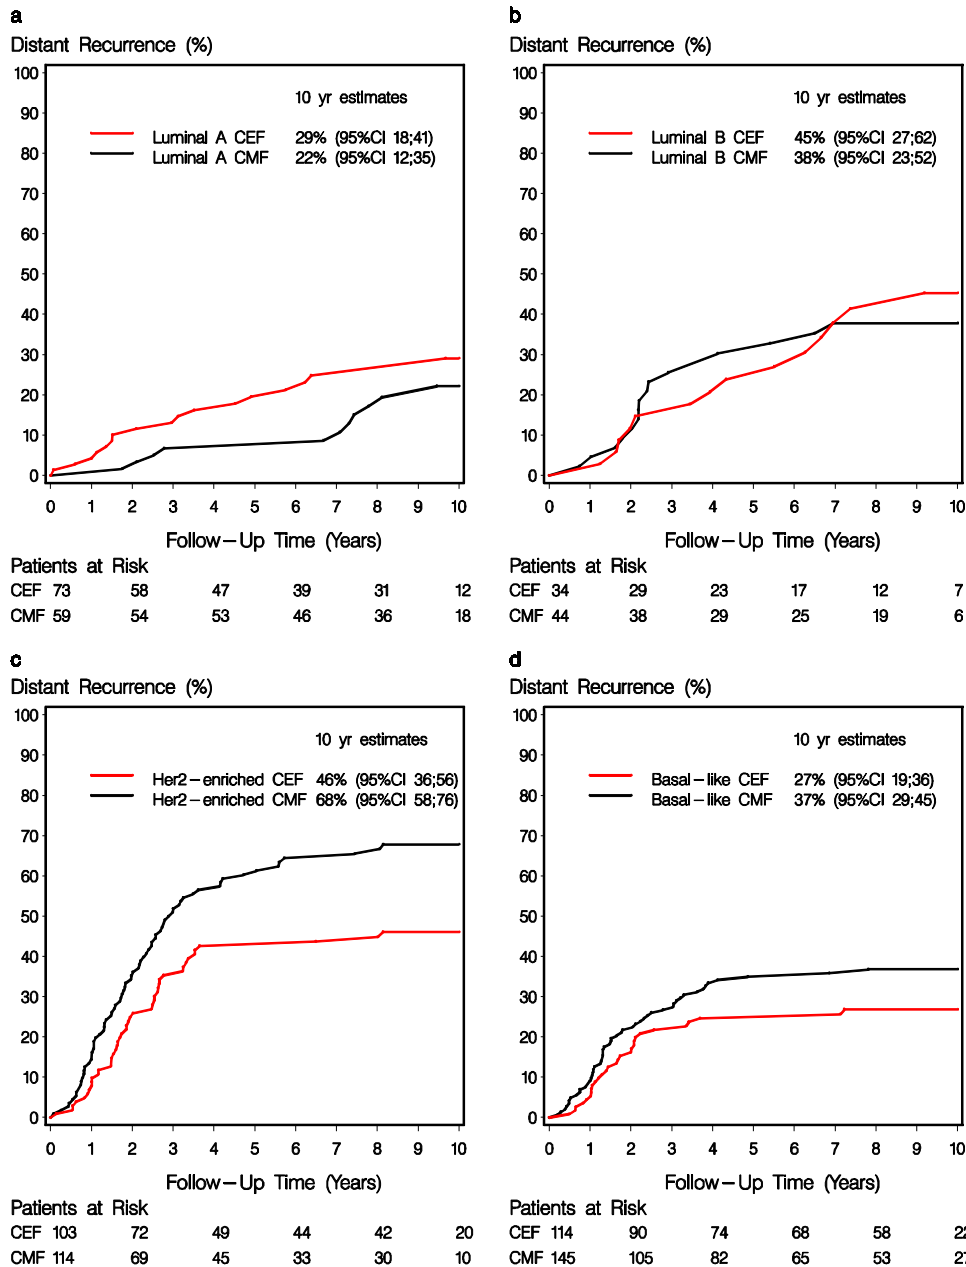 a
Distant Recurrence (%)
100
90
80
70
60
50
40
30
20
10
0
10 yr estimates
Luminal A CEF 29% (95%CI 18;41)
Luminal A CMF 22% (95%CI 12;35)
0 1 2 3 4 5 6 7 8 9 10
Follow-Up Time (Years)
Patients at Risk
CEF 73 58 47 39 31 12
CMF 59 54 53 46 36 18
b
Distant Recurrence (%)
100
90
80
70
60
50
40
30
20
10
0
10 yr estimates
Luminal B CEF 45% (95%CI 27;62)
Luminal B CMF 38% (95%CI 23;52)
0 1 2 3 4 5 6 7 8 9 10
Follow-Up Time (Years)
Patients at Risk
CEF 34 29 23 17 12 7
CMF 44 38 29 25 19 6
c
Distant Recurrence (%)
100
90
80
70
60
50
40
30
20
10
0
10 yr estimates
Her2-enriched CEF 46% (95%CI 36;56)
Her2-enriched CMF 68% (95%CI 58;76)
0 1 2 3 4 5 6 7 8 9 10
Follow-Up Time (Years)
Patients at Risk
CEF 103 72 49 44 42 20
CMF 114 69 45 33 30 10
d
Distant Recurrence (%)
100
90
80
70
60
50
40
30
20
10
0
10 yr estimates
Basal-like CEF 27% (95%CI 19;36)
Basal-like CMF 37% (95%CI 29;45)
0 1 2 3 4 5 6 7 8 9 10
Follow-Up Time (Years)
Patients at Risk
CEF 114 90 74 68 58
CMF 145 105 82 65 53